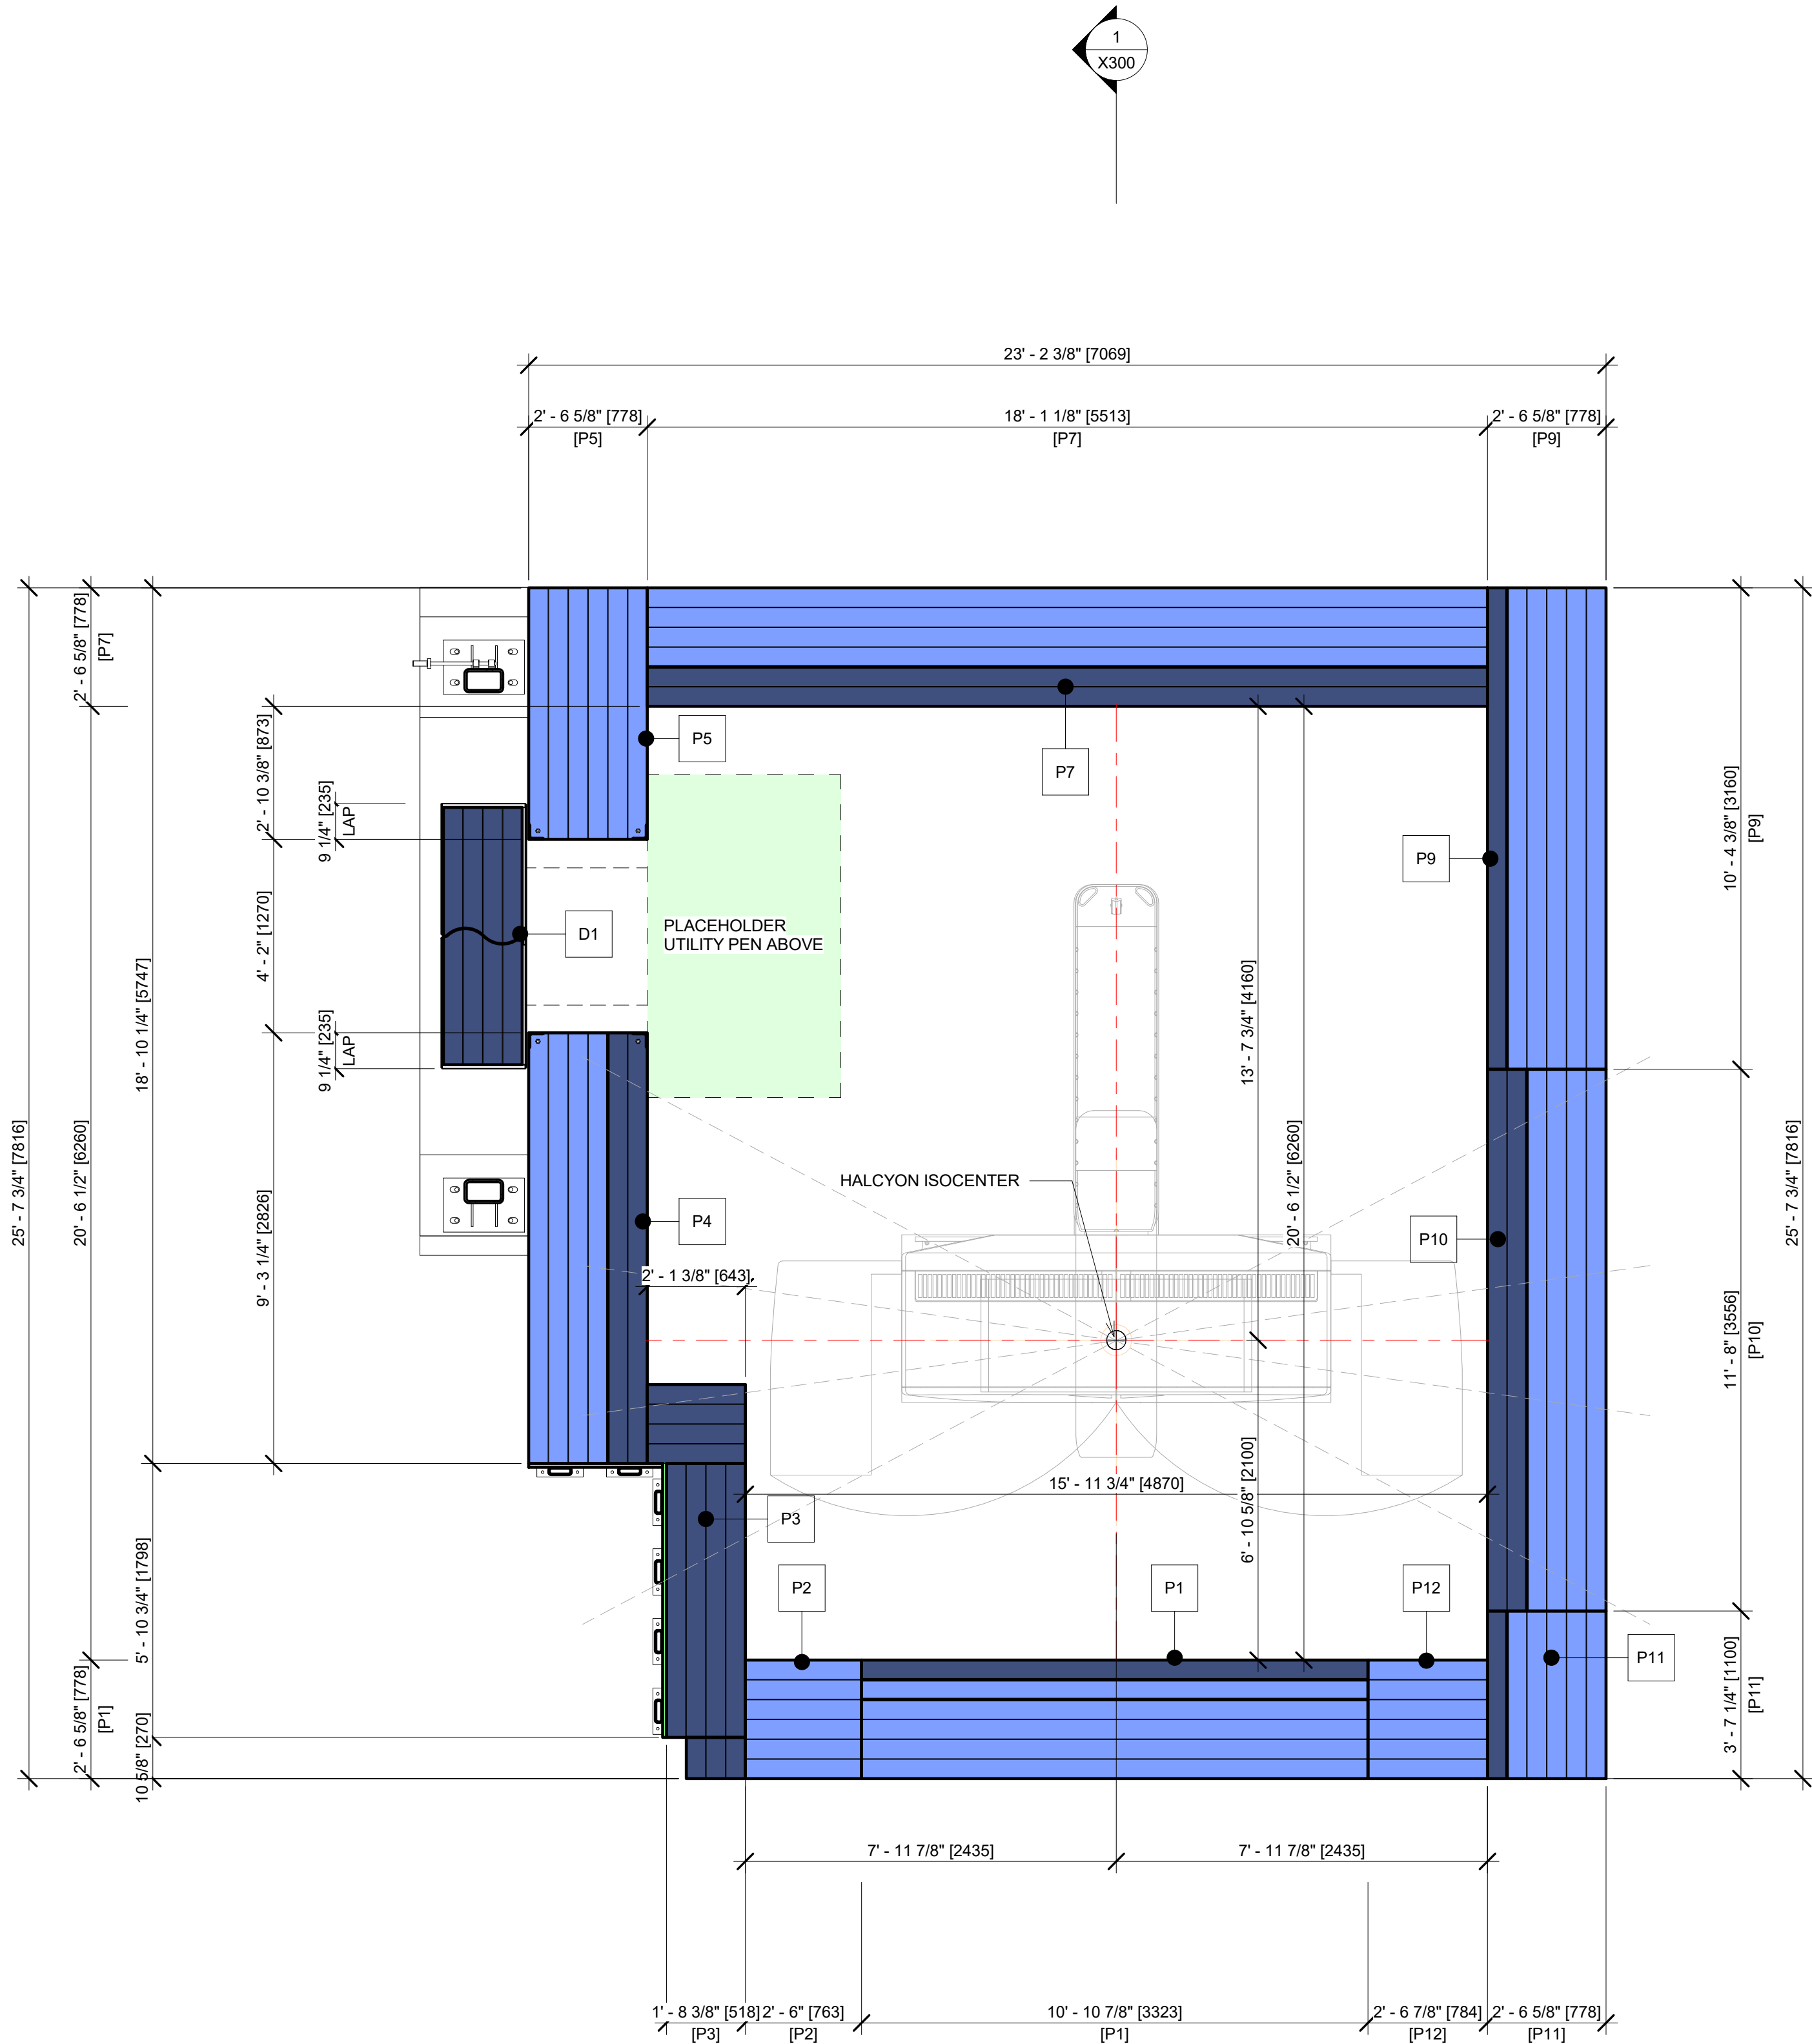 1
X300
23' - 2 3/8" [7069]
2' - 6 5/8" [778]
[P5]
18' - 1 1/8" [5513]
[P7]
2' - 6 5/8" [778]
[P9]
25' - 7 3/4" [7816]
2' - 6 5/8" [778]
[P7]
20' - 6 1/2" [6260]
2' - 6 5/8" [778]
[P1]
18' - 10 1/4" [5747]
5' - 10 3/4" [1798]
10 5/8" [270]
2' - 10 3/8" [873]
4' - 2" [1270]
9' - 3 1/4" [2826]
9 1/4" [235]
LAP
9 1/4" [235]
LAP
P5
P7
P9
D1
PLACEHOLDER
UTILITY PEN ABOVE
13' - 7 3/4" [4160]
20' - 6 1/2" [6260]
HALCYON ISOCENTER
P4
P10
2' - 1 3/8" [643]
6' - 10 5/8" [2100]
15' - 11 3/4" [4870]
P3
P2
P1
P12
P11
10' - 4 3/8" [3160]
[P9]
11' - 8" [3556]
[P10]
3' - 7 1/4" [1100]
[P11]
25' - 7 3/4" [7816]
7' - 11 7/8" [2435]
7' - 11 7/8" [2435]
1' - 8 3/8" [518]
[P3]
2' - 6" [763]
[P2]
10' - 10 7/8" [3323]
[P1]
2' - 6 7/8" [784]
[P12]
2' - 6 5/8" [778]
[P11]